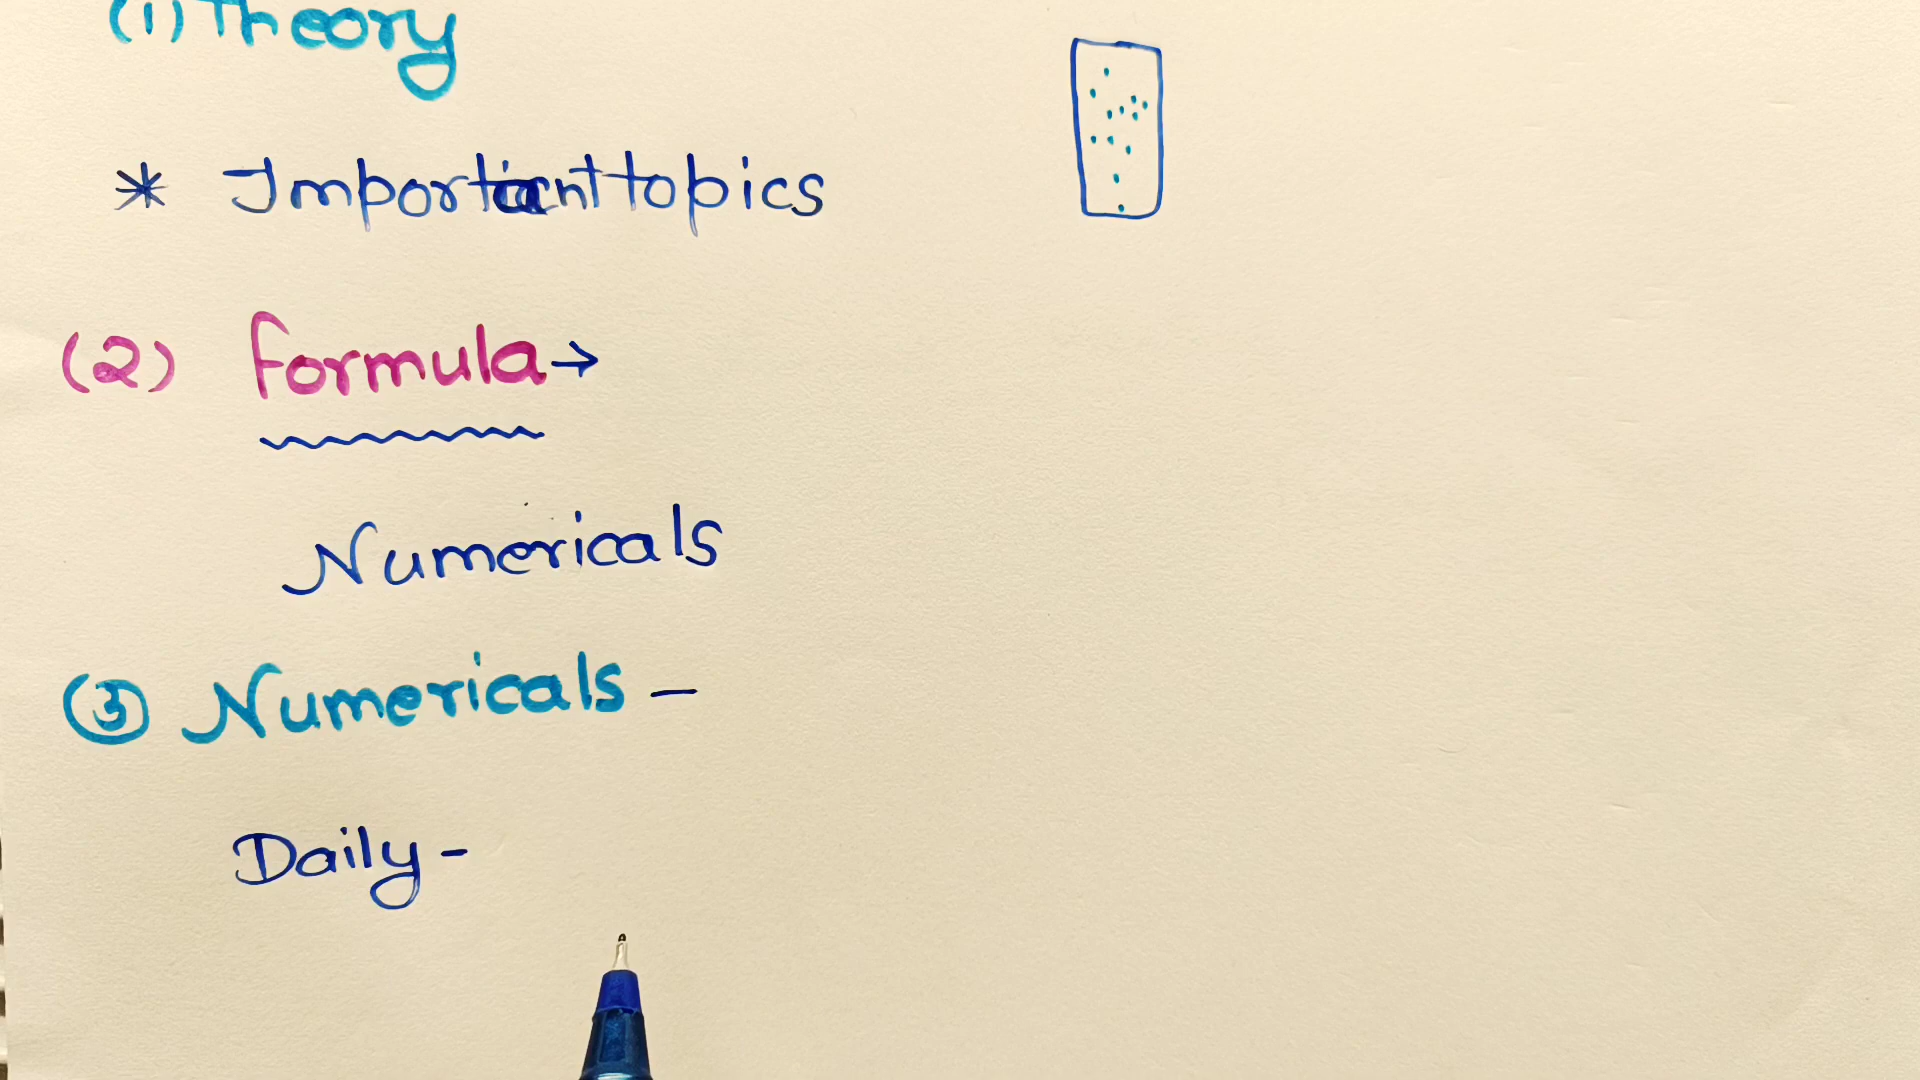 (1) Theory
* Important topics
(2) formula→
Numericals
(3) Numericals –
Daily -